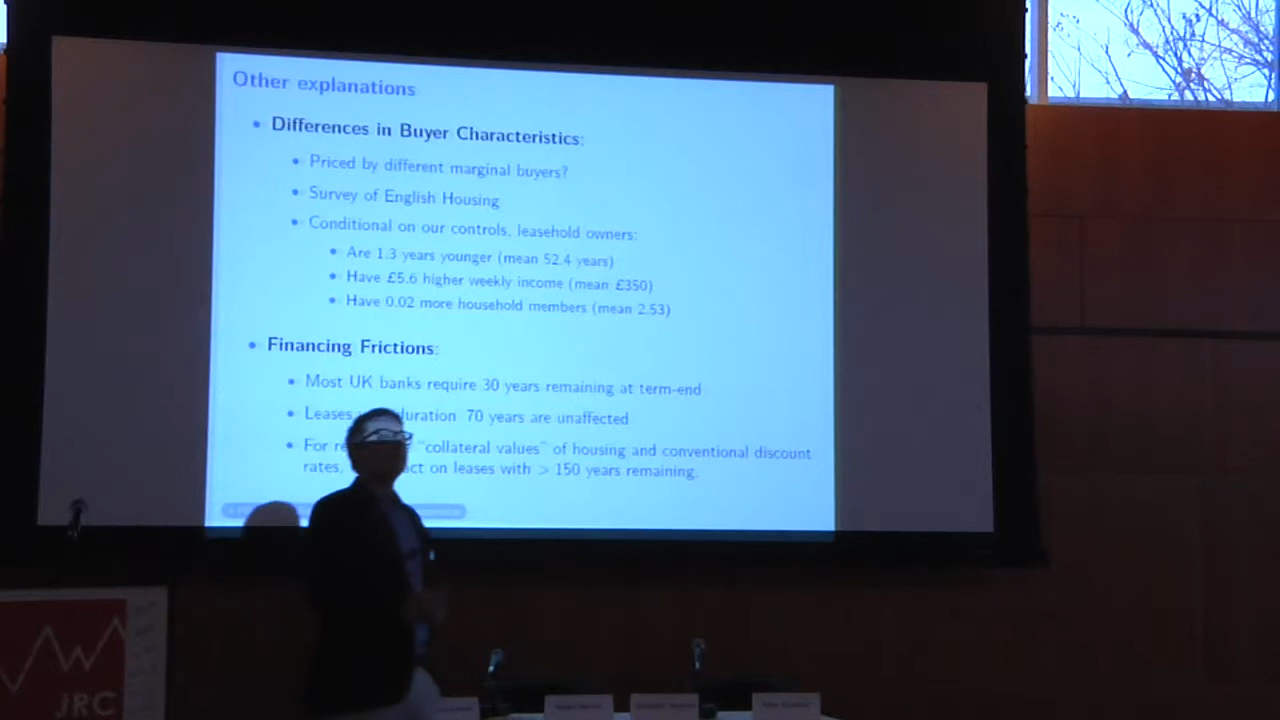 Other explanations
• Differences in Buyer Characteristics:
• Priced by different marginal buyers?
• Survey of English Housing
• Conditional on our controls, leasehold owners:
• Are 1.3 years younger (mean 52.4 years)
• Have £5.6 higher weekly income (mean £350)
• Have 0.02 more household members (mean 2.53)
• Financing Frictions:
• Most UK banks require 30 years remaining at term-end
• Leases duration 70 years are unaffected
• For "collateral values" of housing and conventional discount
rates, on leases with > 150 years remaining.
JRC